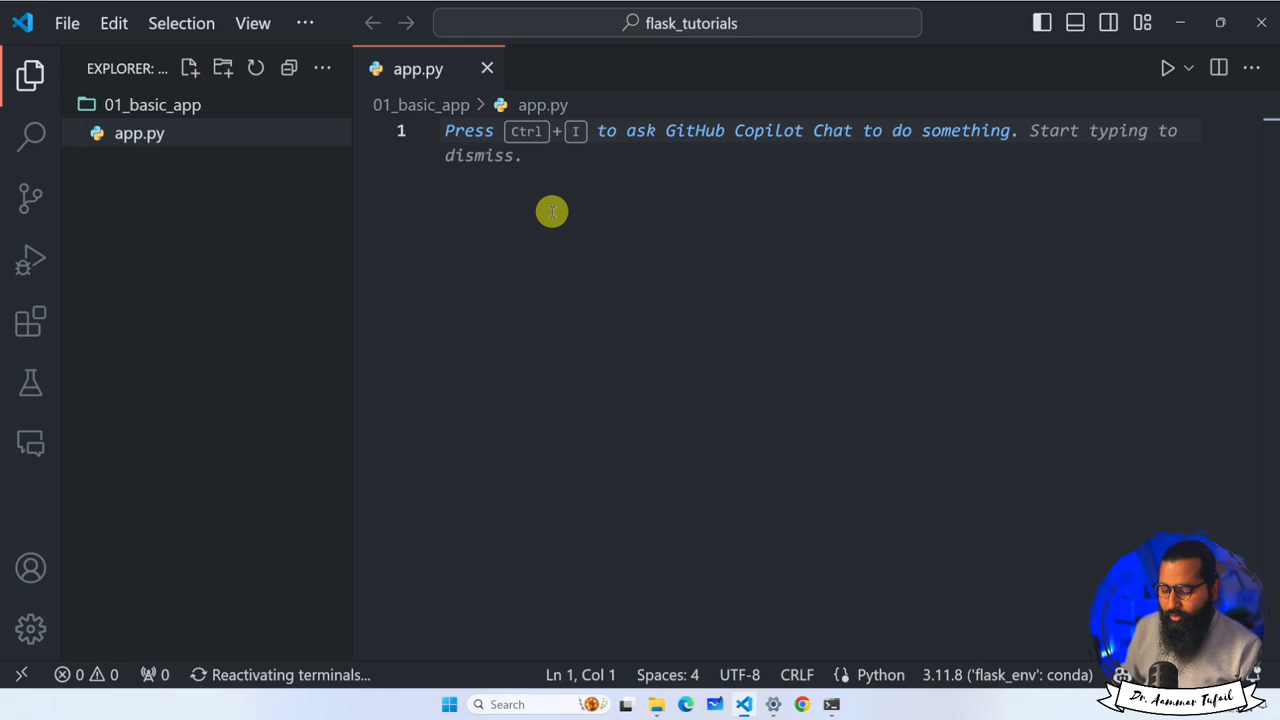 File Edit Selection View ··· flask_tutorials
EXPLORER: ... app.py
01_basic_app 01_basic_app > app.py
app.py
1 Press Ctrl+I to ask GitHub Copilot Chat to do something. Start typing to
dismiss.
0 0 0 Reactivating terminals... Ln 1, Col 1 Spaces: 4 UTF-8 CRLF Python 3.11.8 ('flask_env': conda)
Search
Dr. Aammar Tufail